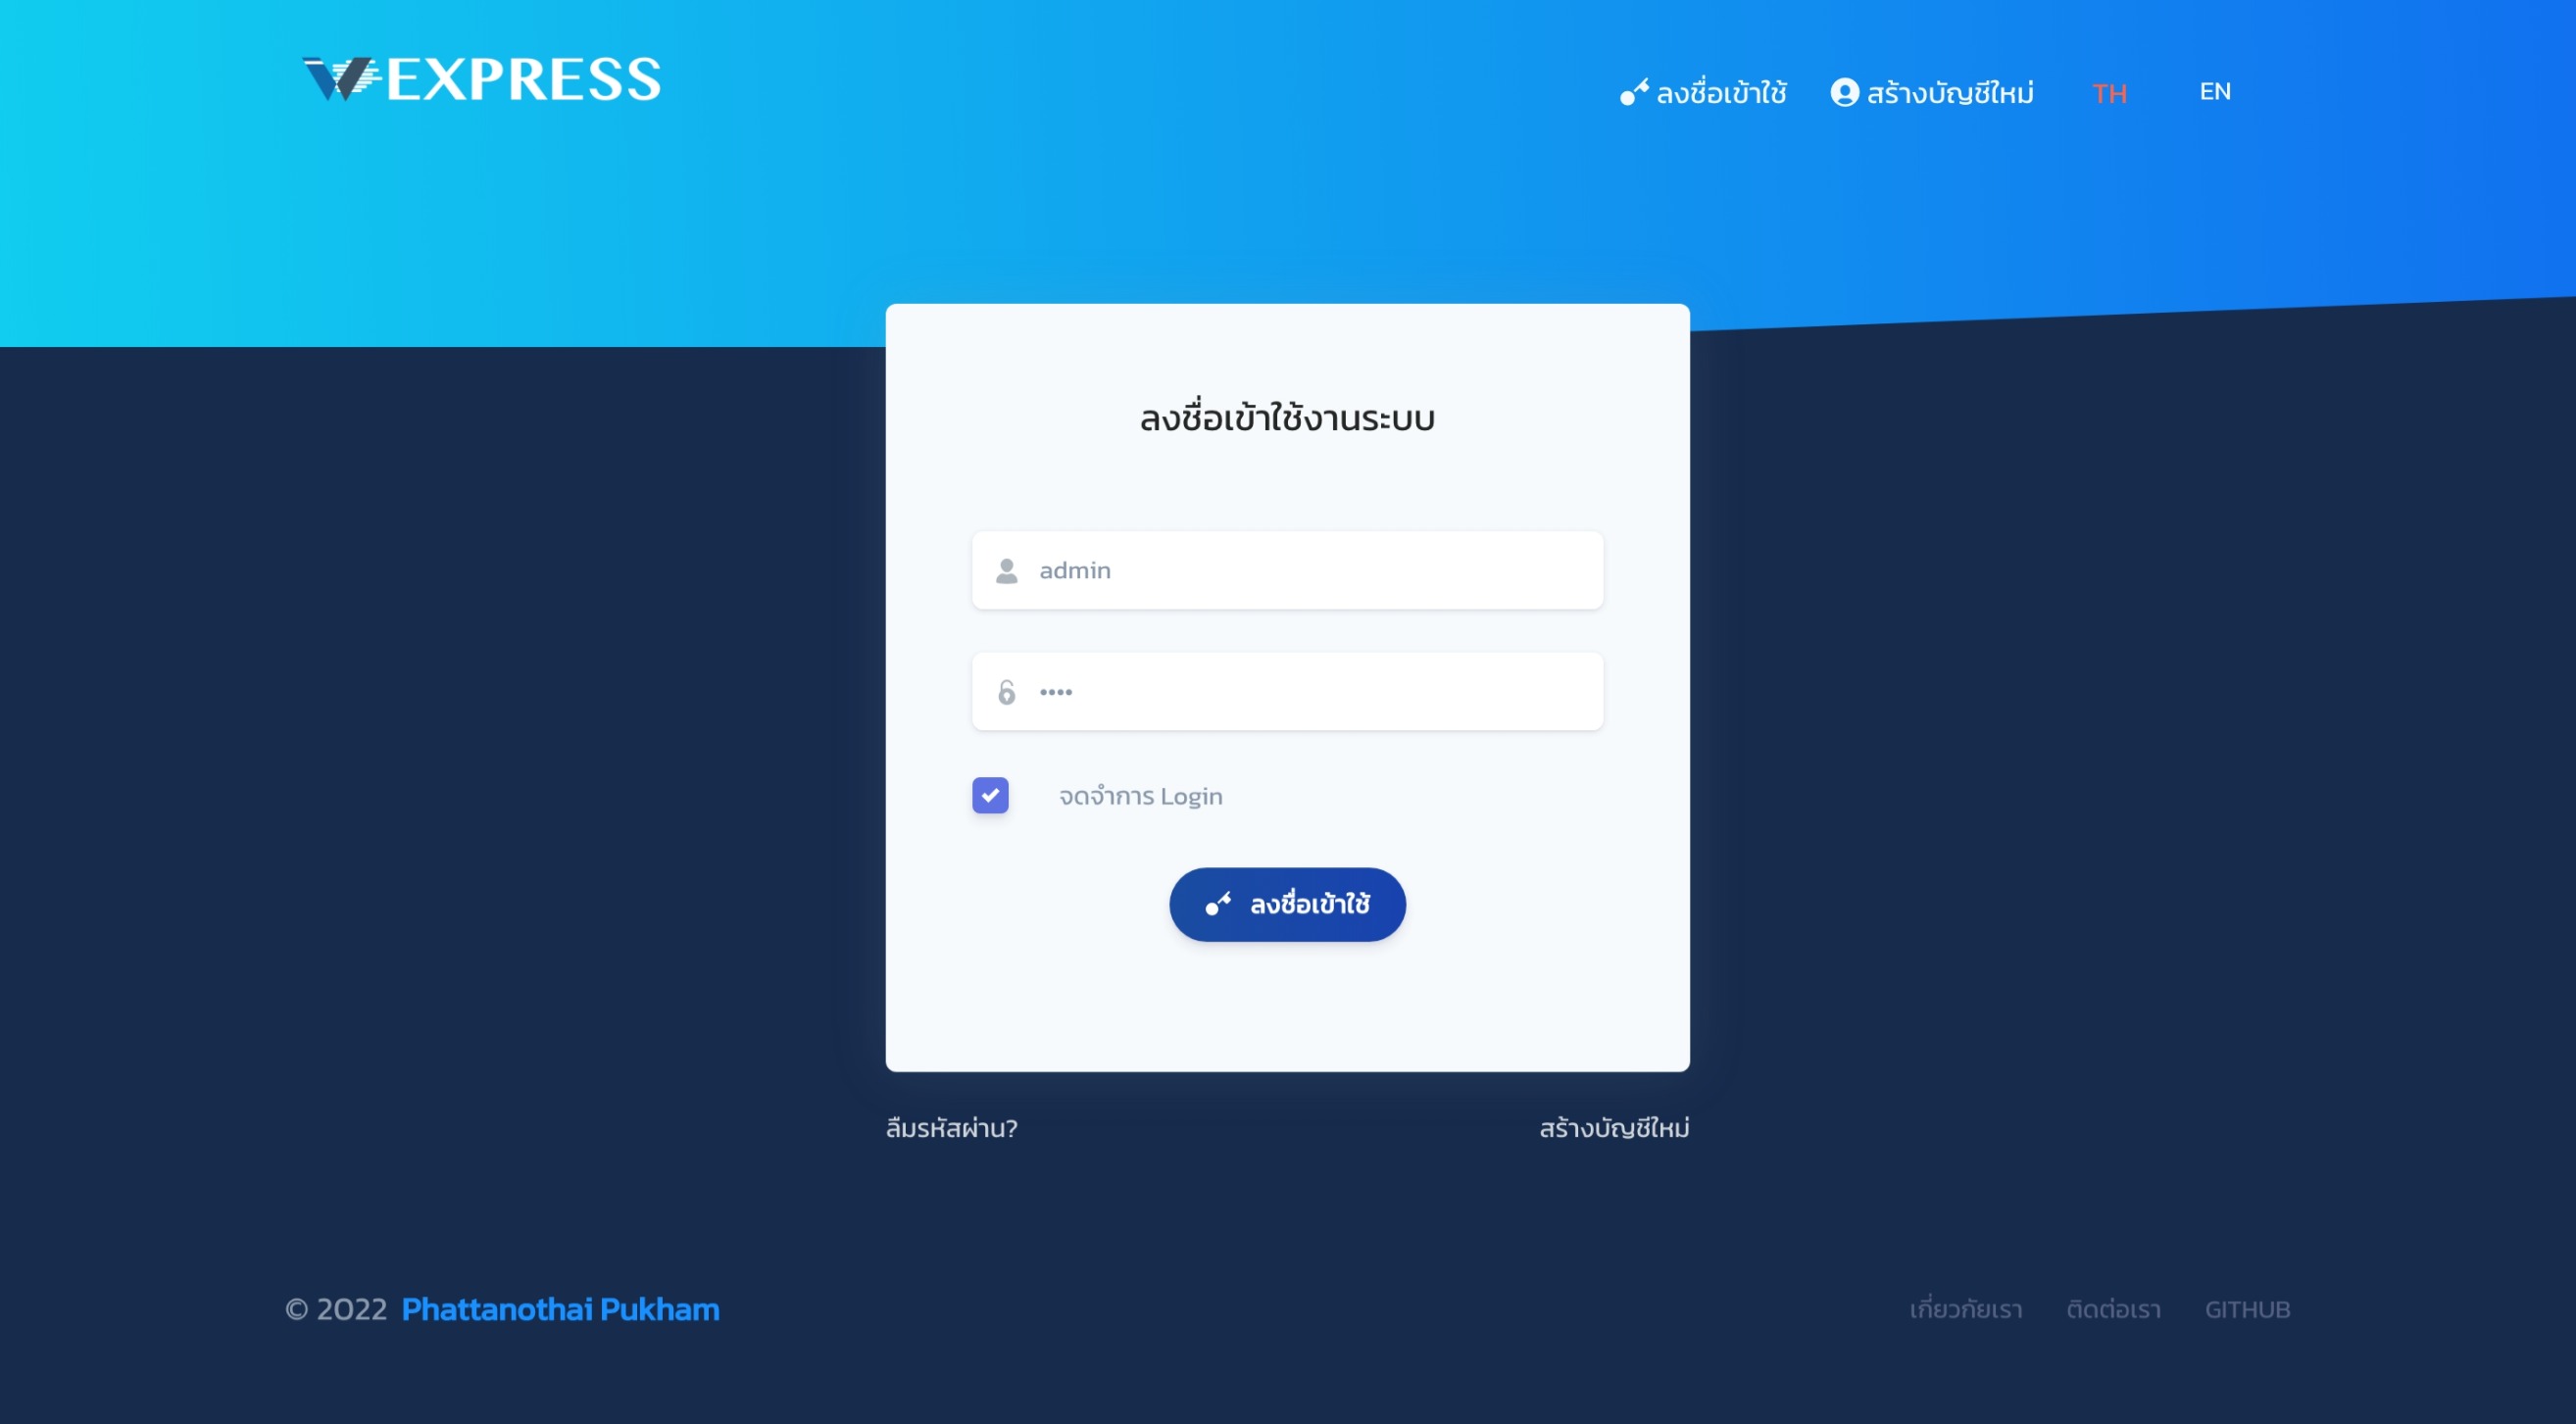 EXPRESS
ลงชื่อเข้าใช้ สร้างบัญชีใหม่ TH EN
ลงชื่อเข้าใช้งานระบบ
admin
••••
จดจำการ Login
ลงชื่อเข้าใช้
ลืมรหัสผ่าน? สร้างบัญชีใหม่
© 2022 Phattanothai Pukham เกี่ยวกัยเรา ติดต่อเรา GITHUB